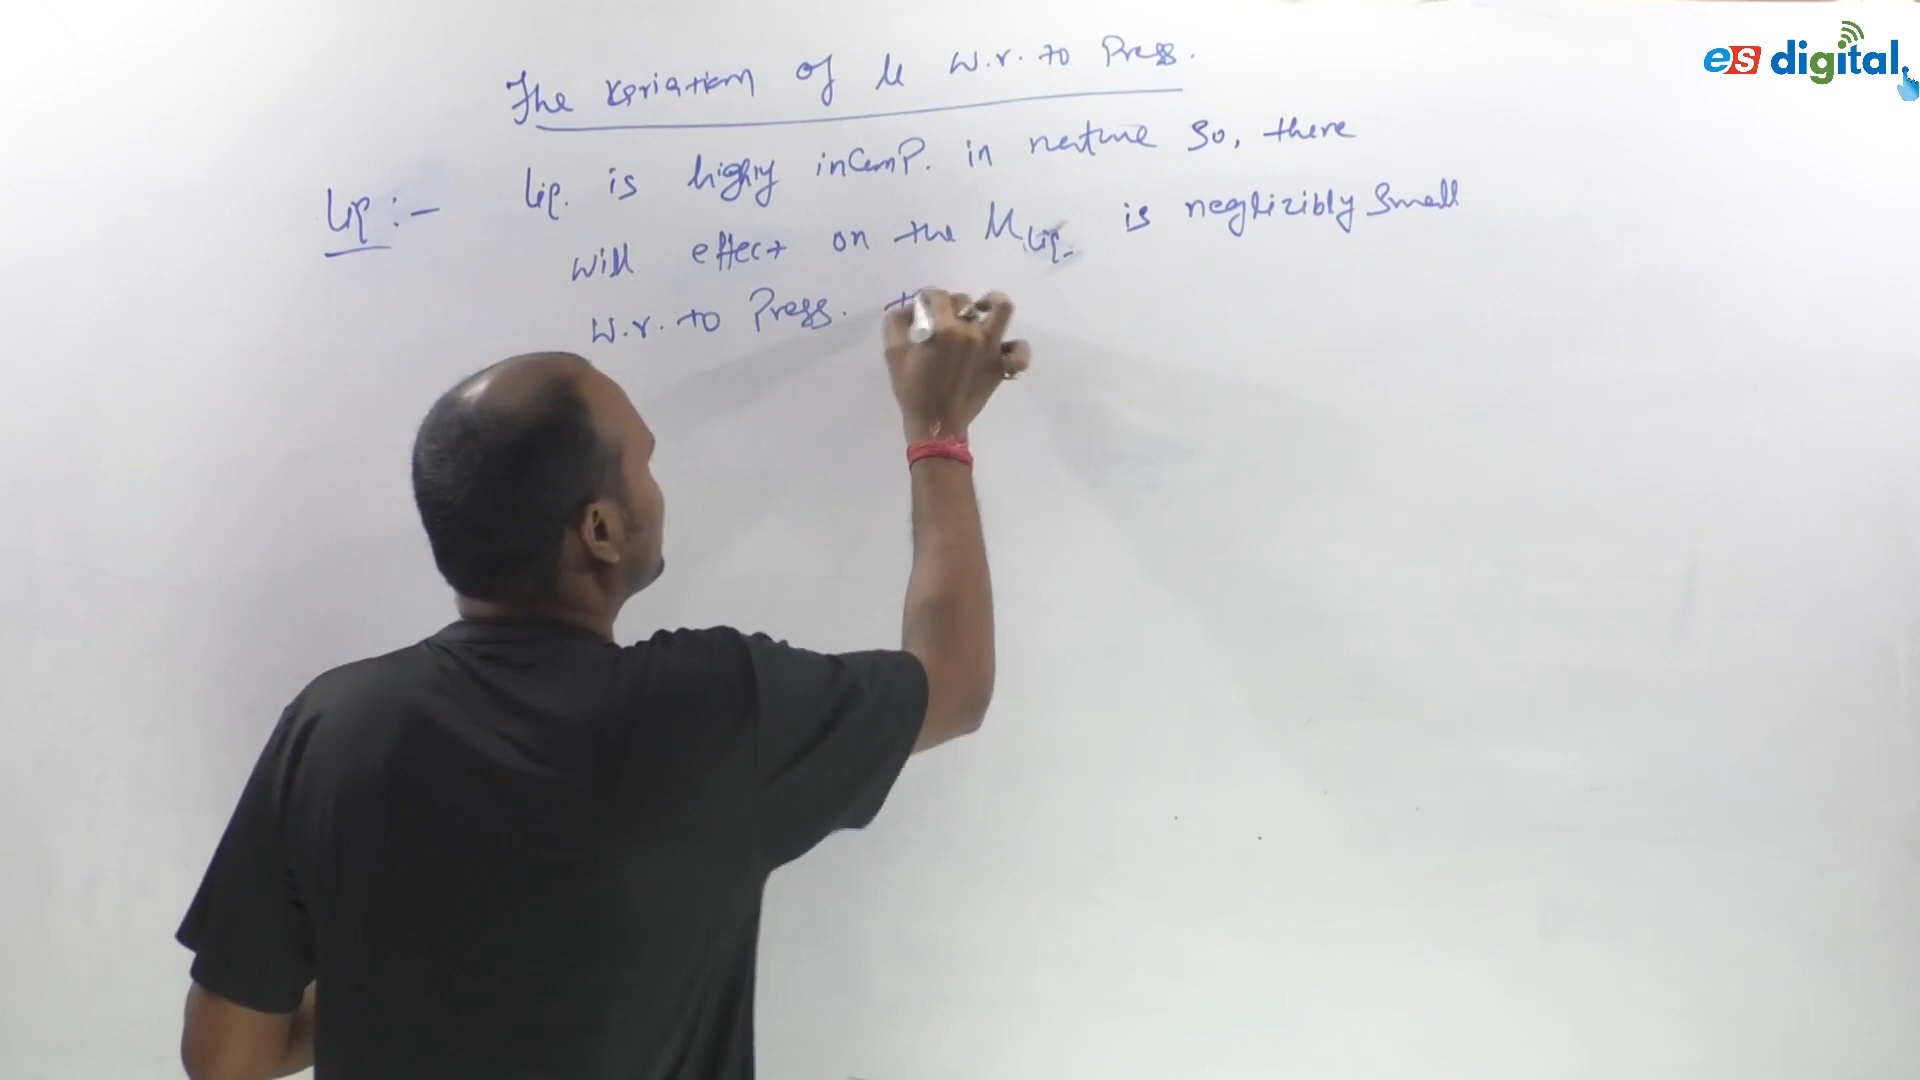 The variation of μ w.r. to Press.
liq :- liq. is highly incomp. in nature so, there
will effect on the μliq. is neglizibly small
w.r. to Press.
es digital.